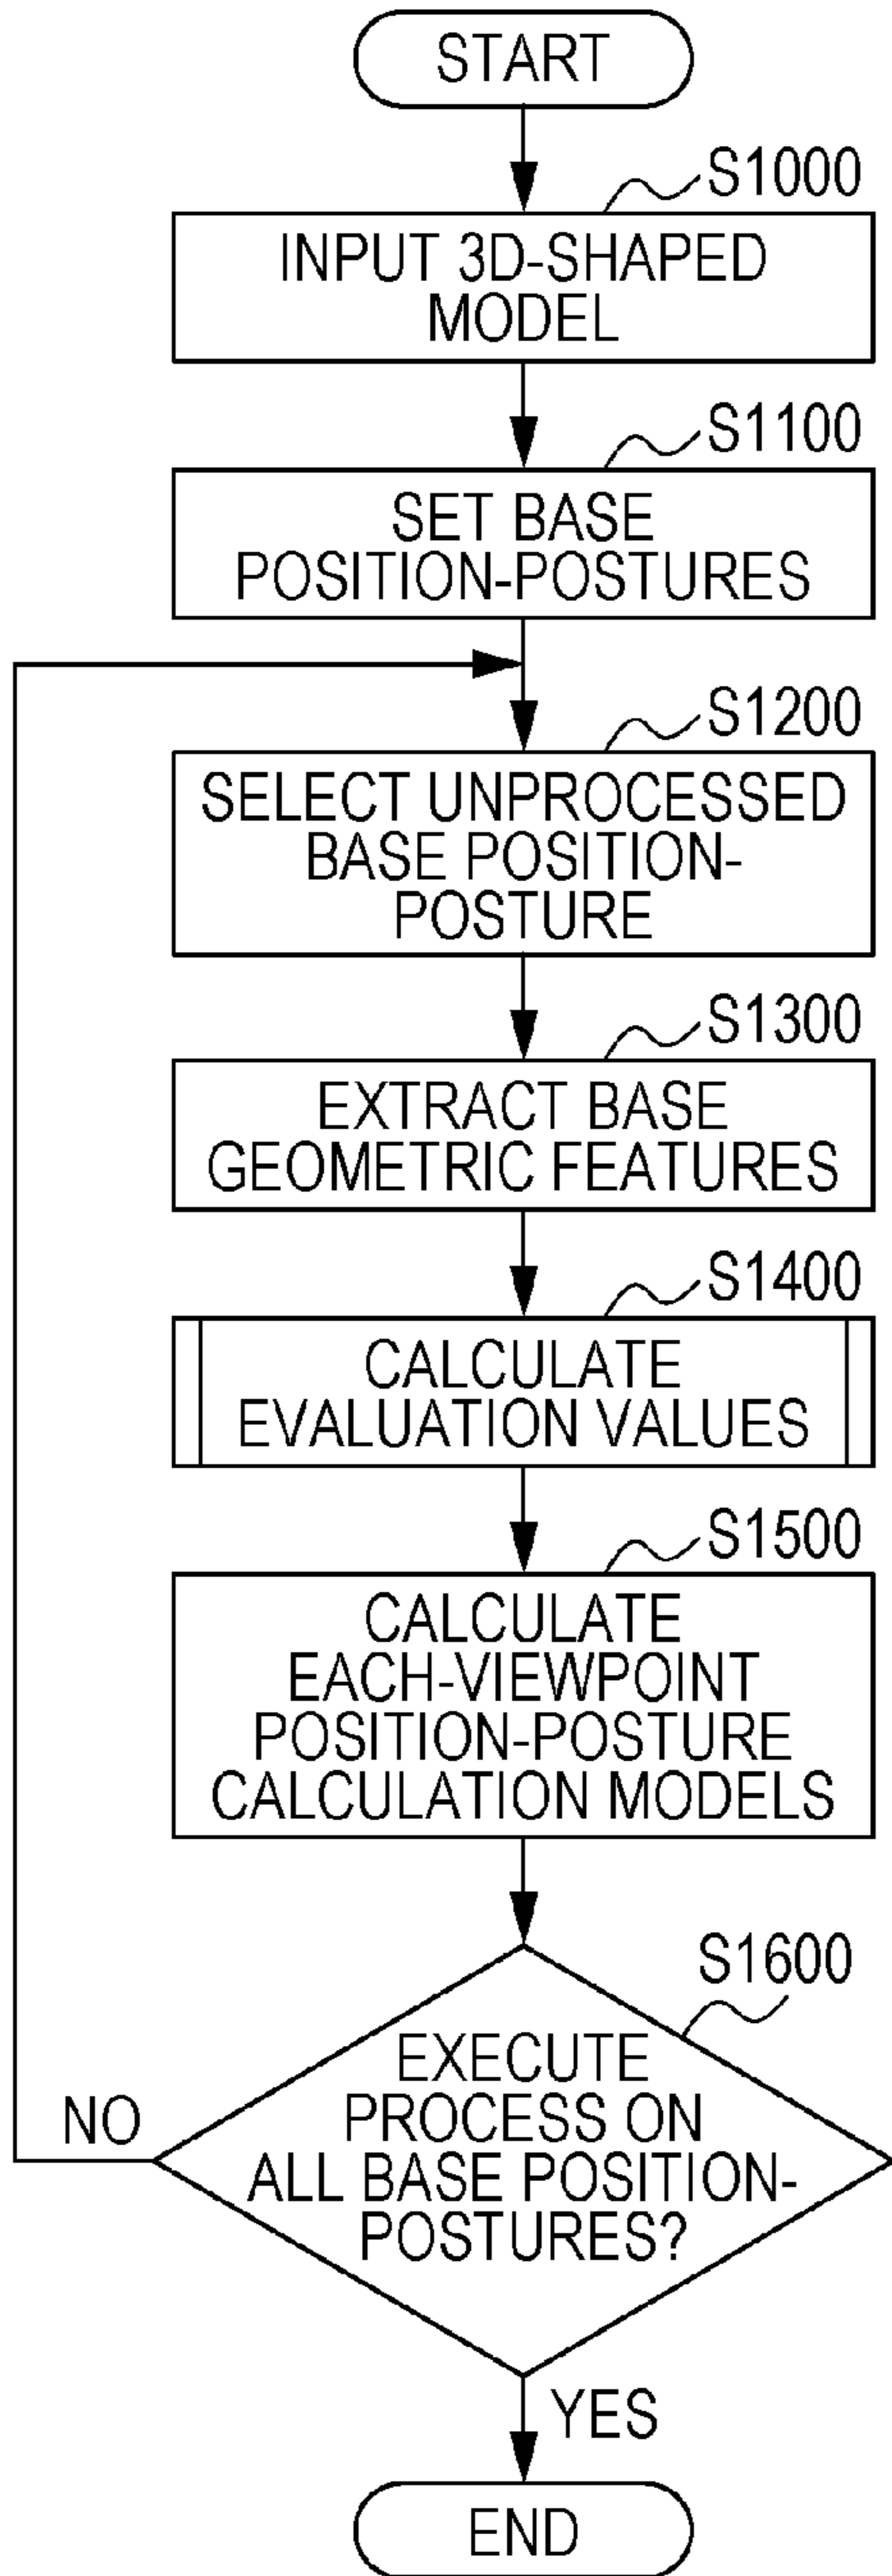 START
S1000
INPUT 3D-SHAPED
MODEL
S1100
SET BASE
POSITION-POSTURES
S1200
SELECT UNPROCESSED
BASE POSITION-
POSTURE
S1300
EXTRACT BASE
GEOMETRIC FEATURES
S1400
CALCULATE
EVALUATION VALUES
S1500
CALCULATE
EACH-VIEWPOINT
POSITION-POSTURE
CALCULATION MODELS
S1600
EXECUTE
PROCESS ON
ALL BASE POSITION-
POSTURES?
NO
YES
END